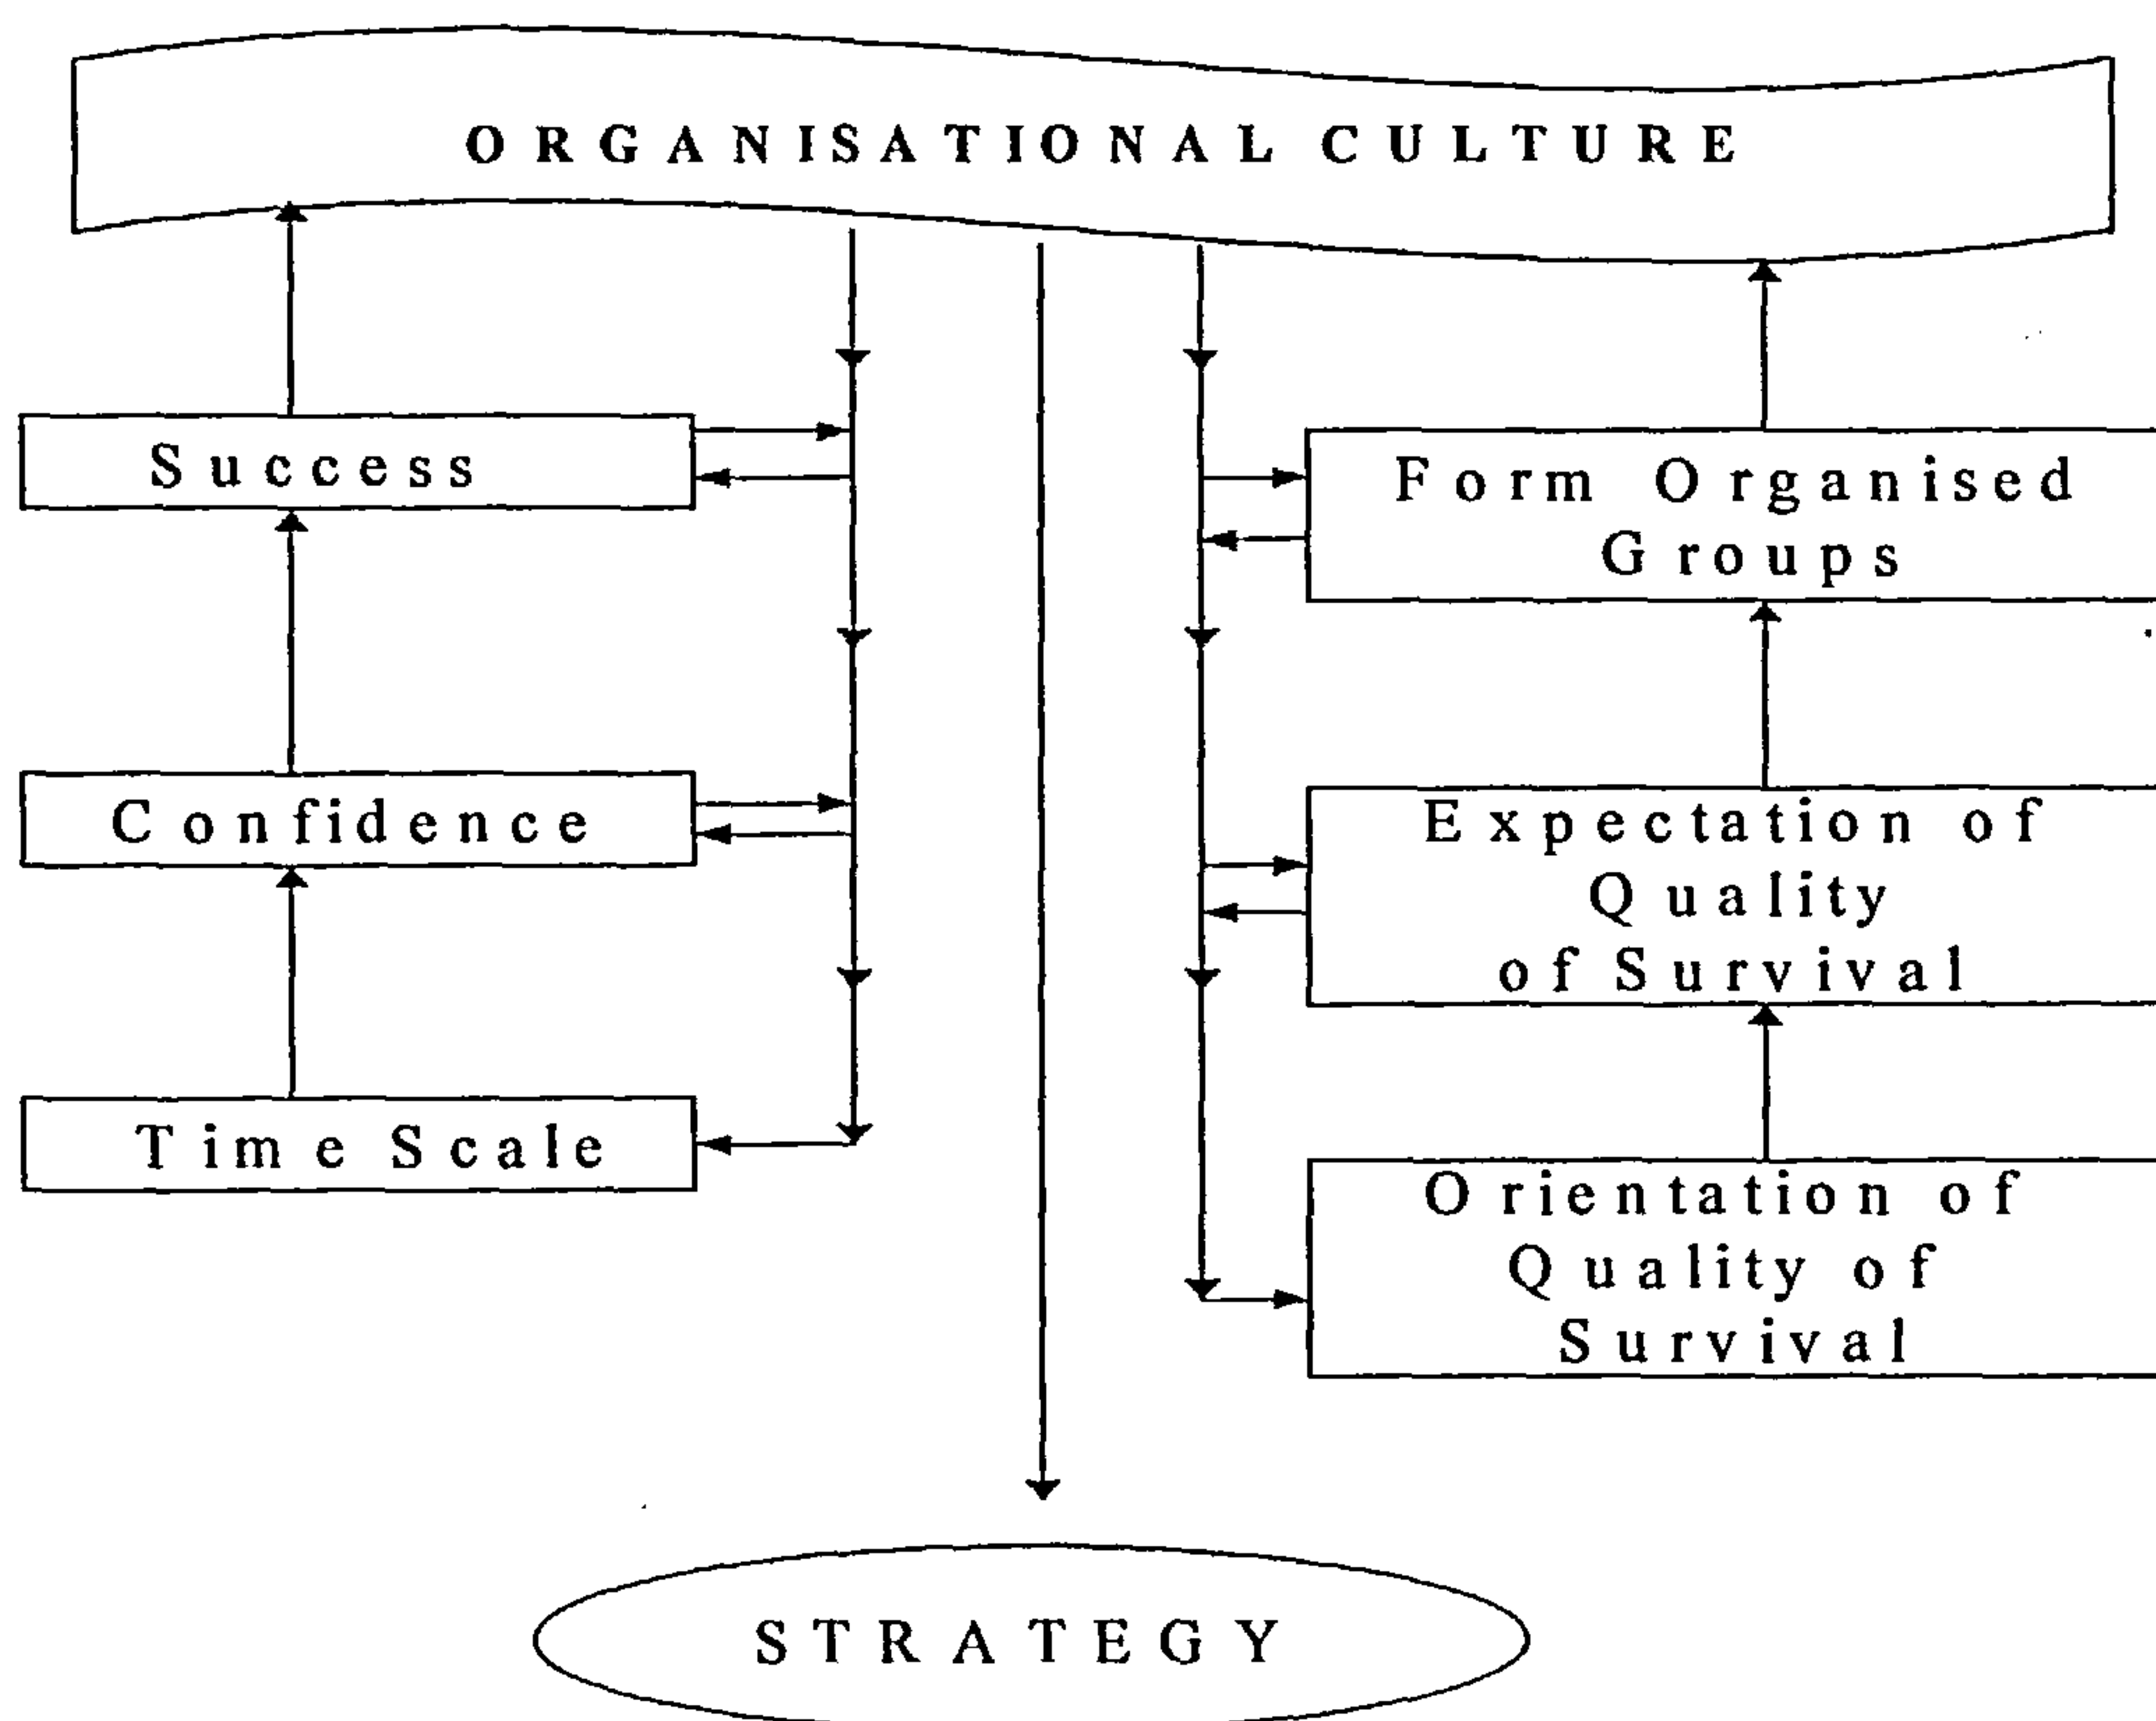 ORGANISATIONAL CULTURE
Success
Form Organised
Groups
Confidence
Expectation of
Quality
of Survival
Time Scale
Orientation of
Quality of
Survival
STRATEGY